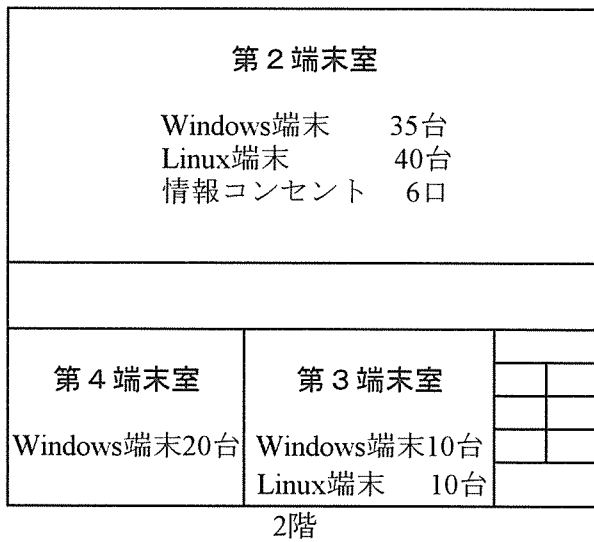 第2端末室
Windows端末 35台
Linux端末 40台
情報コンセント 6口
第4端末室
Windows端末20台
第3端末室
Windows端末10台
Linux端末 10台
2階